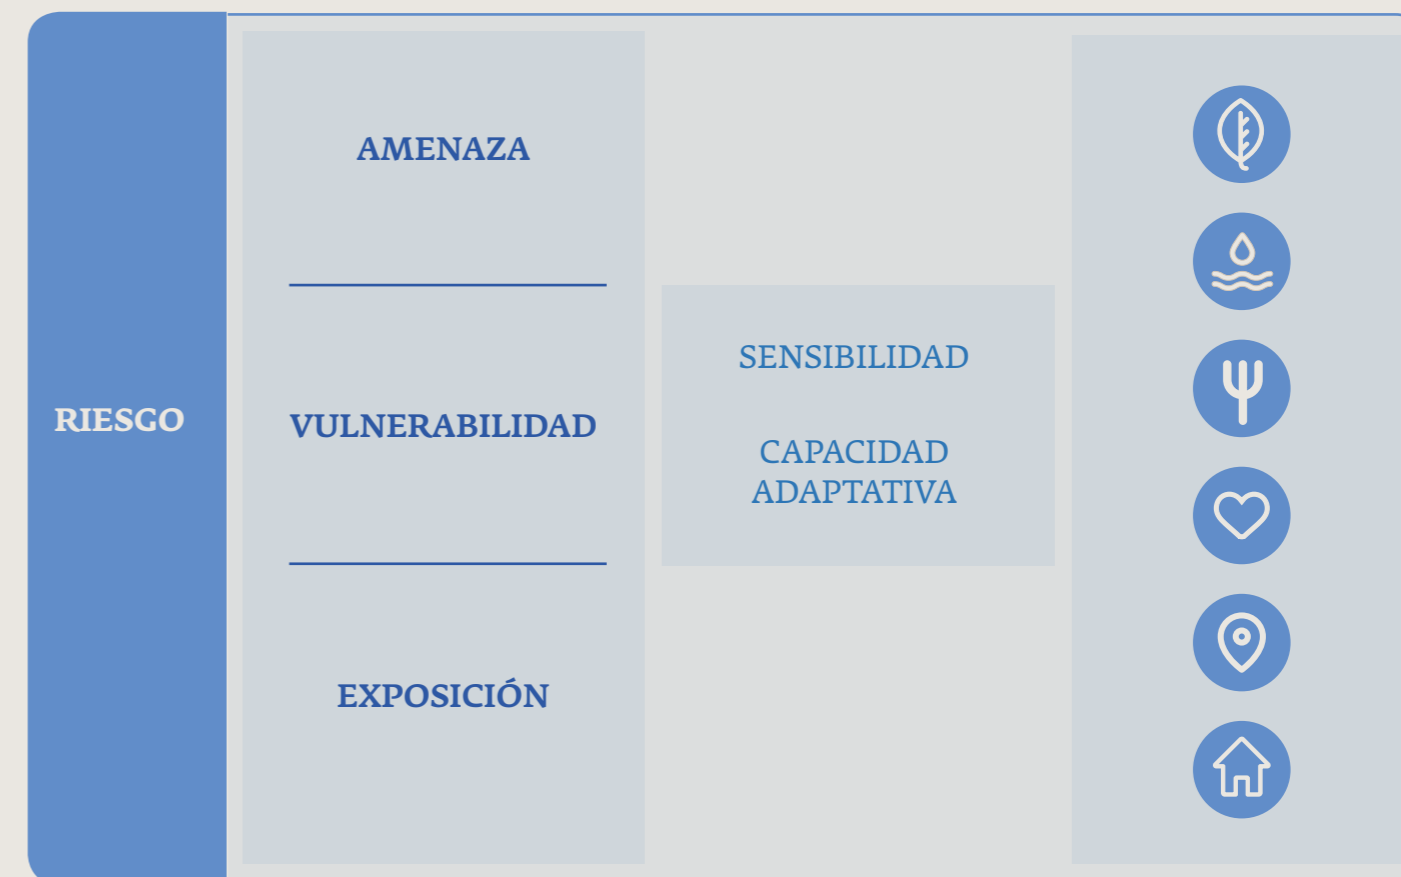 RIESGO
AMENAZA
VULNERABILIDAD
EXPOSICIÓN
SENSIBILIDAD
CAPACIDAD
ADAPTATIVA